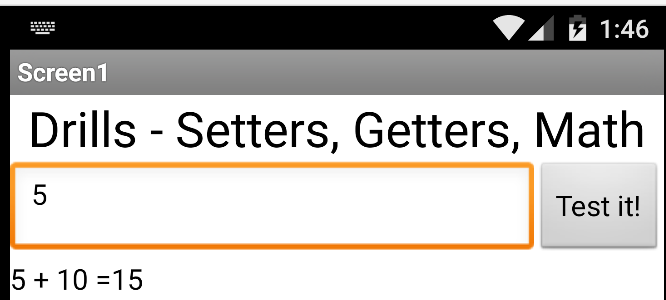 1:46
Screen1
Drills - Setters, Getters, Math
5
Test it!
5 + 10 =15